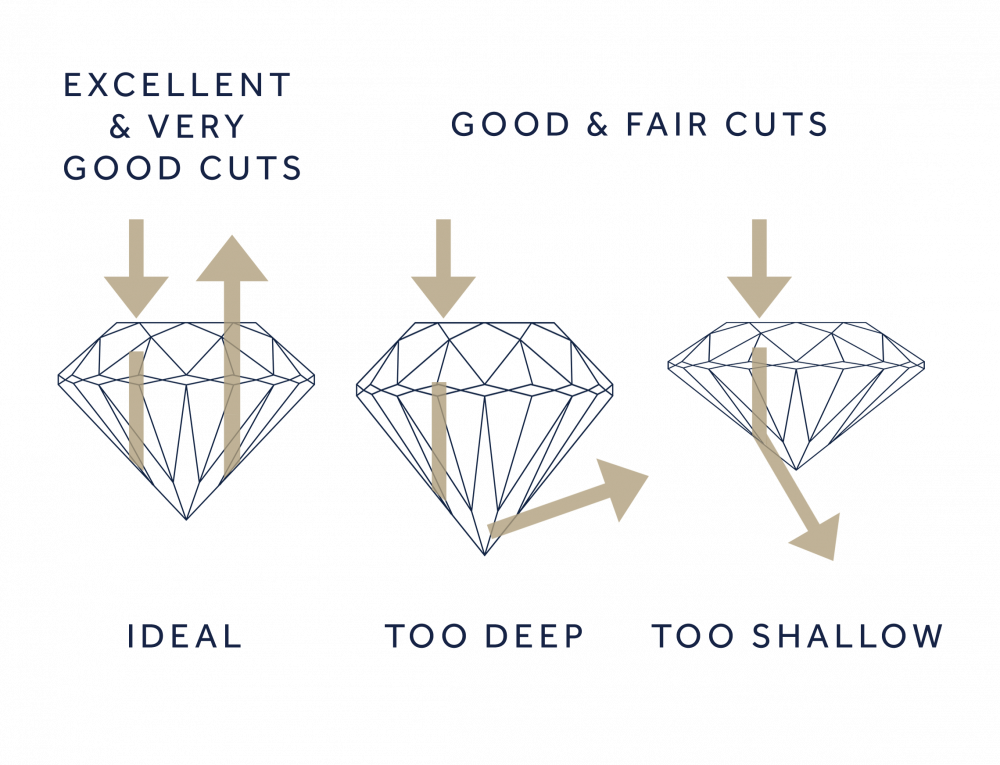 EXCELLENT
& VERY
GOOD CUTS
GOOD & FAIR CUTS
IDEAL
TOO DEEP
TOO SHALLOW